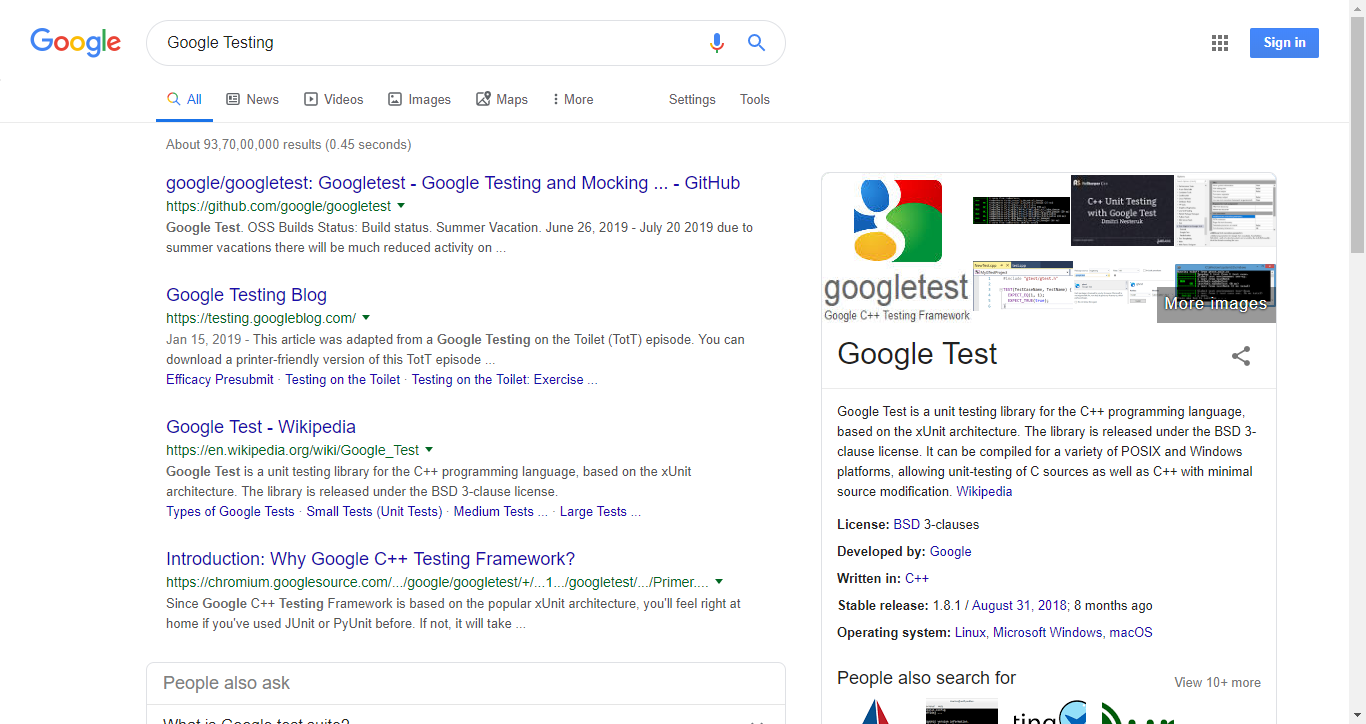 Google
Google Testing
Sign in
All
News
Videos
Images
Maps
More
Settings
Tools
About 93,70,00,000 results (0.45 seconds)
google/googletest: Googletest - Google Testing and Mocking ... - GitHub
https://github.com/google/googletest
Google Test. OSS Builds Status: Build status. Summer Vacation. June 26, 2019 - July 20 2019 due to
summer vacations there will be much reduced activity on ...
Google Testing Blog
https://testing.googleblog.com/
Jan 15, 2019 - This article was adapted from a Google Testing on the Toilet (TotT) episode. You can
download a printer-friendly version of this TotT episode ...
Efficacy Presubmit · Testing on the Toilet · Testing on the Toilet: Exercise ...
Google Test - Wikipedia
https://en.wikipedia.org/wiki/Google_Test
Google Test is a unit testing library for the C++ programming language, based on the xUnit
architecture. The library is released under the BSD 3-clause license.
Types of Google Tests · Small Tests (Unit Tests) · Medium Tests ... · Large Tests ...
Introduction: Why Google C++ Testing Framework?
https://chromium.googlesource.com/.../google/googletest/+/...1.../googletest/.../Primer....
Since Google C++ Testing Framework is based on the popular xUnit architecture, you'll feel right at
home if you've used JUnit or PyUnit before. If not, it will take ...
People also ask
What is Google test suite?
googletest
Google C++ Testing Framework
C++ Unit Testing
with Google Test
Dmitri Nesteruk
More images
Google Test
Google Test is a unit testing library for the C++ programming language,
based on the xUnit architecture. The library is released under the BSD 3-
clause license. It can be compiled for a variety of POSIX and Windows
platforms, allowing unit-testing of C sources as well as C++ with minimal
source modification. Wikipedia
License: BSD 3-clauses
Developed by: Google
Written in: C++
Stable release: 1.8.1 / August 31, 2018; 8 months ago
Operating system: Linux, Microsoft Windows, macOS
People also search for
View 10+ more